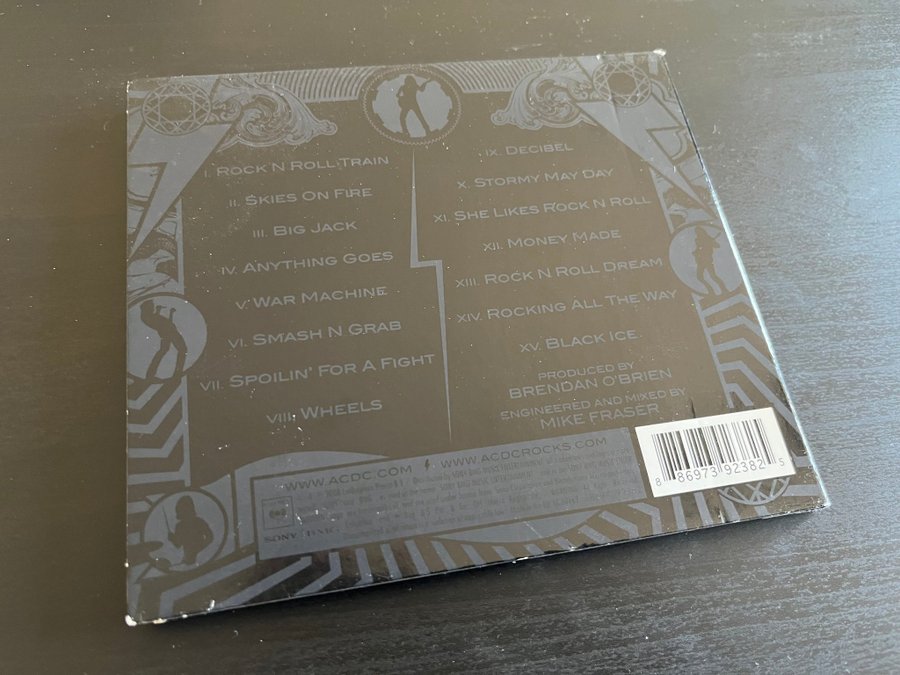 I. ROCK N ROLL TRAIN
II. SKIES ON FIRE
III. BIG JACK
IV. ANYTHING GOES
V. WAR MACHINE
VI. SMASH N GRAB
VII. SPOILIN' FOR A FIGHT
VIII. WHEELS
IX. DECIBEL
X. STORMY MAY DAY
XI. SHE LIKES ROCK N ROLL
XII. MONEY MADE
XIII. ROCK N ROLL DREAM
XIV. ROCKING ALL THE WAY
XV. BLACK ICE
PRODUCED BY
BRENDAN O'BRIEN
ENGINEERED AND MIXED BY
MIKE FRASER
WWW.ACDC.COM WWW.ACDCROCKS.COM
SONY
8 86973 92382 5